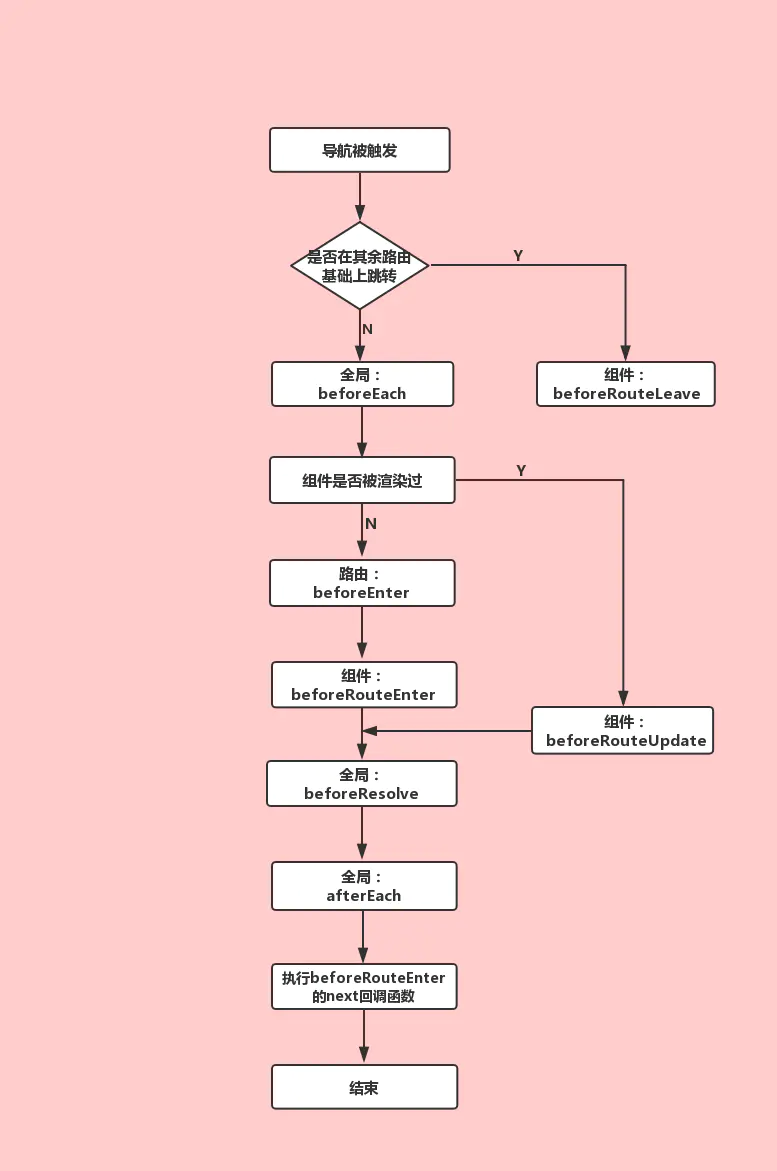 导航被触发
是否在其余路由
基础上跳转
Y
N
全局：
beforeEach
组件：
beforeRouteLeave
组件是否被渲染过
Y
N
路由：
beforeEnter
组件：
beforeRouteEnter
组件：
beforeRouteUpdate
全局：
beforeResolve
全局：
afterEach
执行beforeRouteEnter
的next回调函数
结束